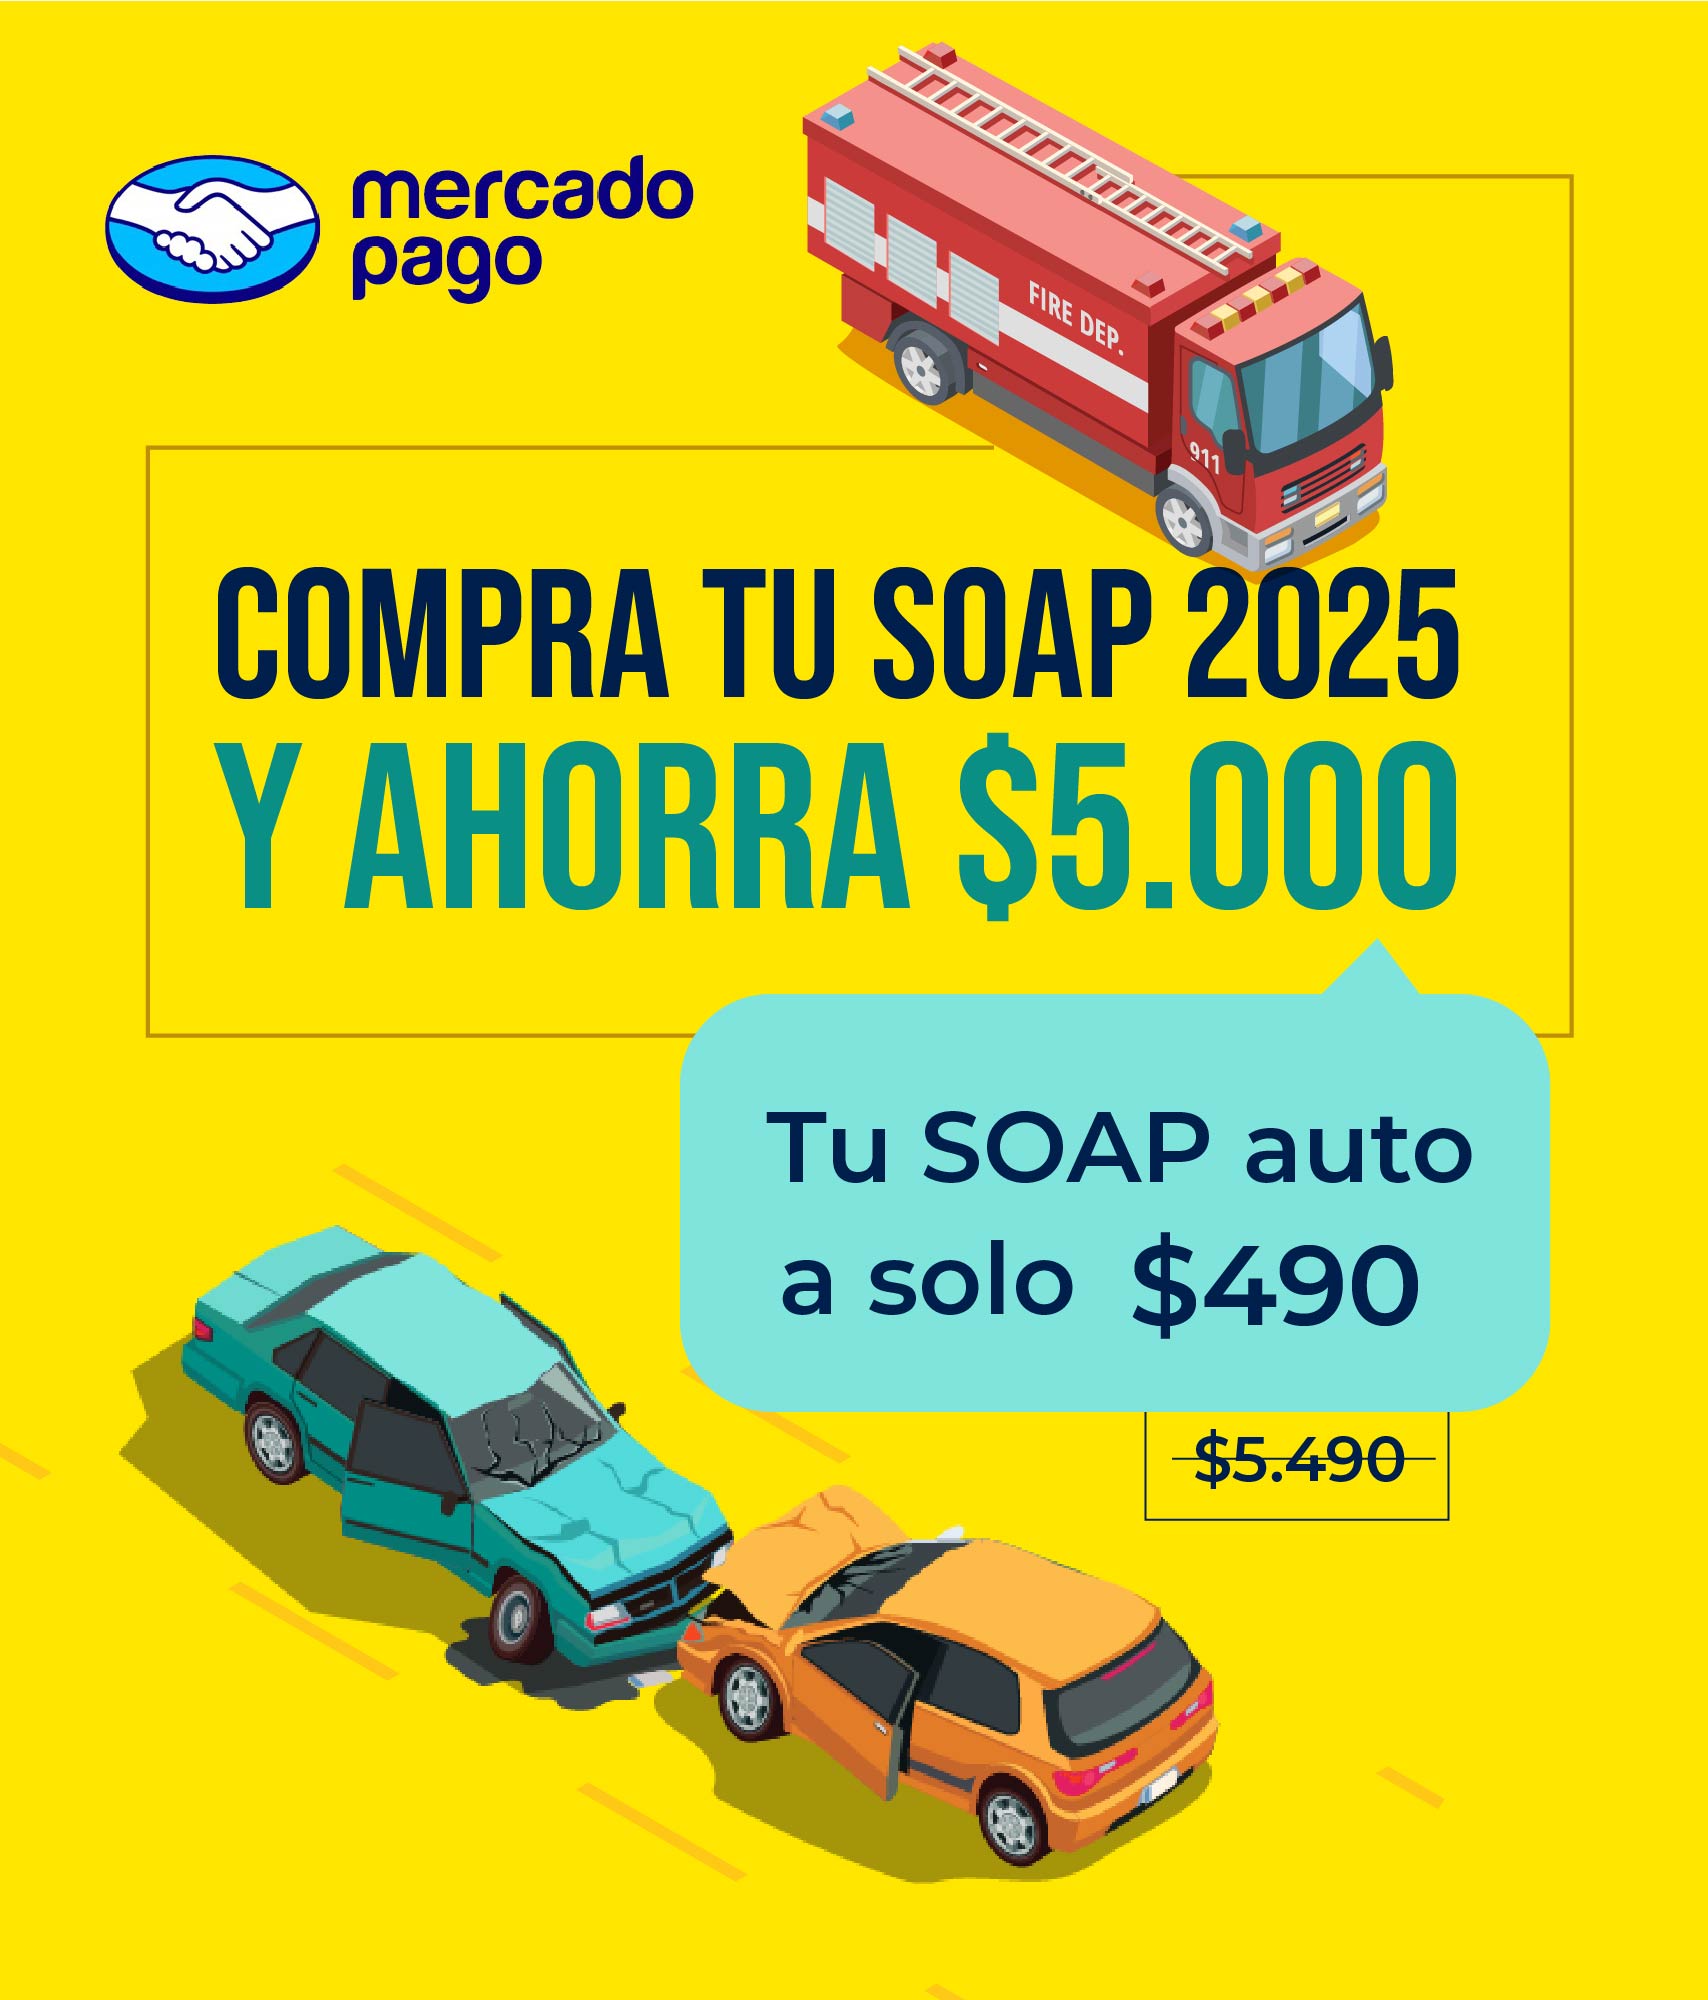 mercado
pago
FIRE DEP.
911
COMPRA TU SOAP 2025
Y AHORRA $5.000
Tu SOAP auto
a solo $490
$5.490